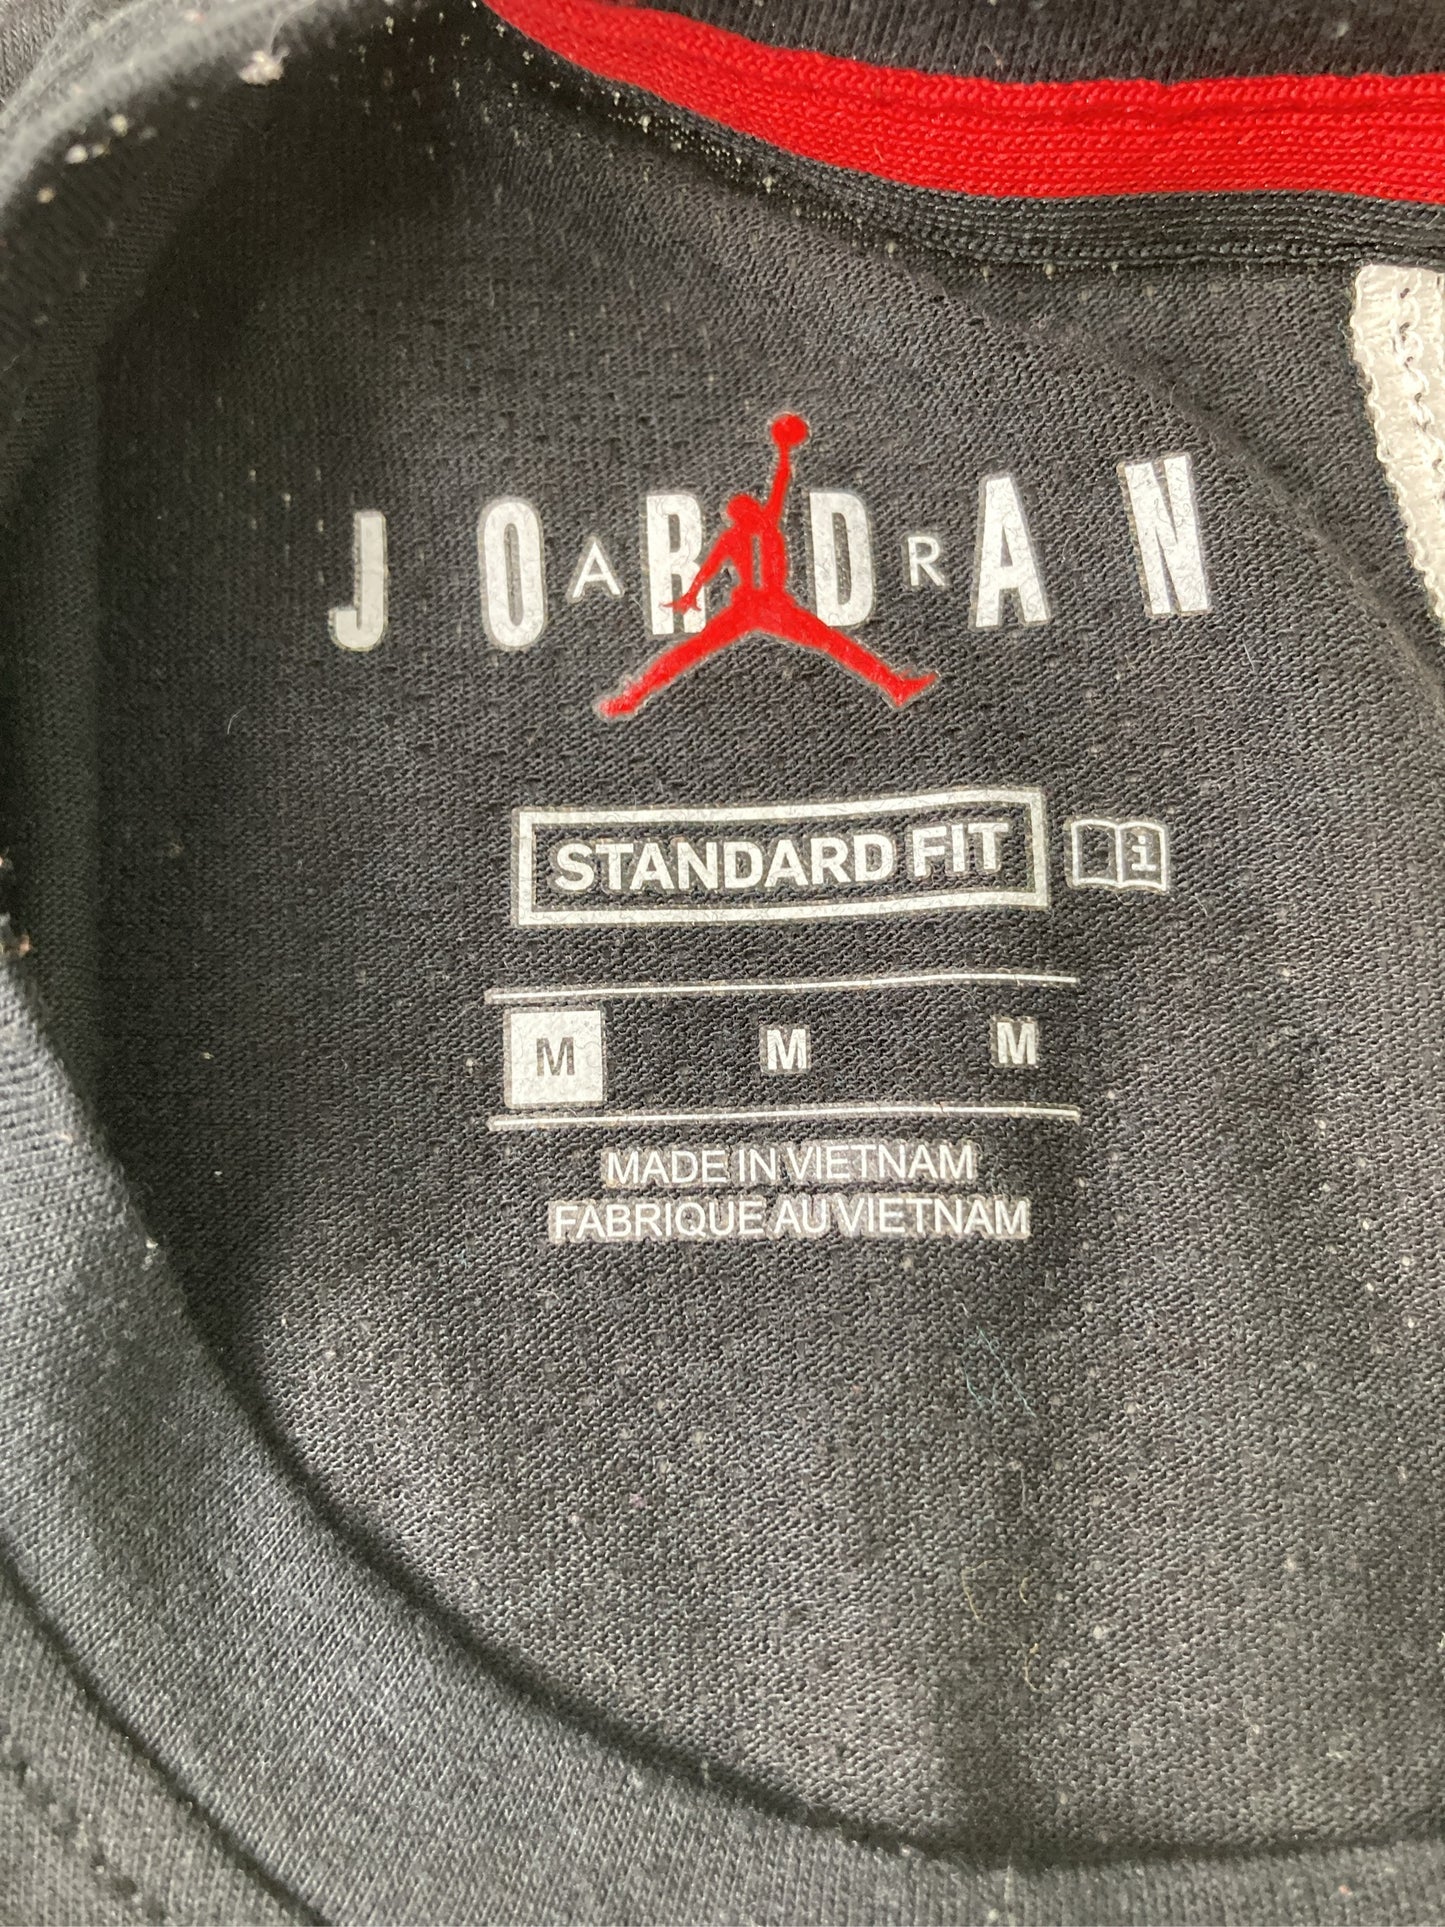 JORDAN
AIR
STANDARD FIT i
M M M
MADE IN VIETNAM
FABRIQUE AU VIETNAM